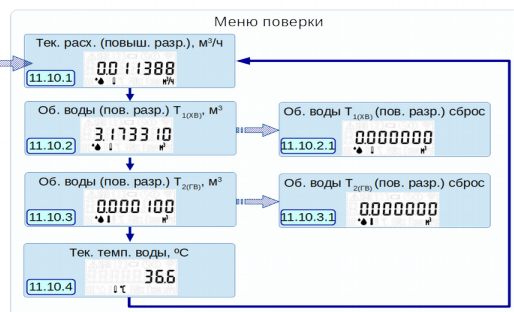 Меню поверки
Тек. расх. (повыш. разр.), м³/ч
0.011388
м³/ч
11.10.1
Об. воды (пов. разр.) T1(ХВ), м³
3.173310
м³
11.10.2
Об. воды T1(ХВ) (пов. разр.) сброс
0.000000
м³
11.10.2.1
Об. воды (пов. разр.) T2(ГВ), м³
0.000100
м³
11.10.3
Об. воды T2(ГВ) (пов. разр.) сброс
0.000000
м³
11.10.3.1
Тек. темп. воды, ºС
36.6
°C
11.10.4